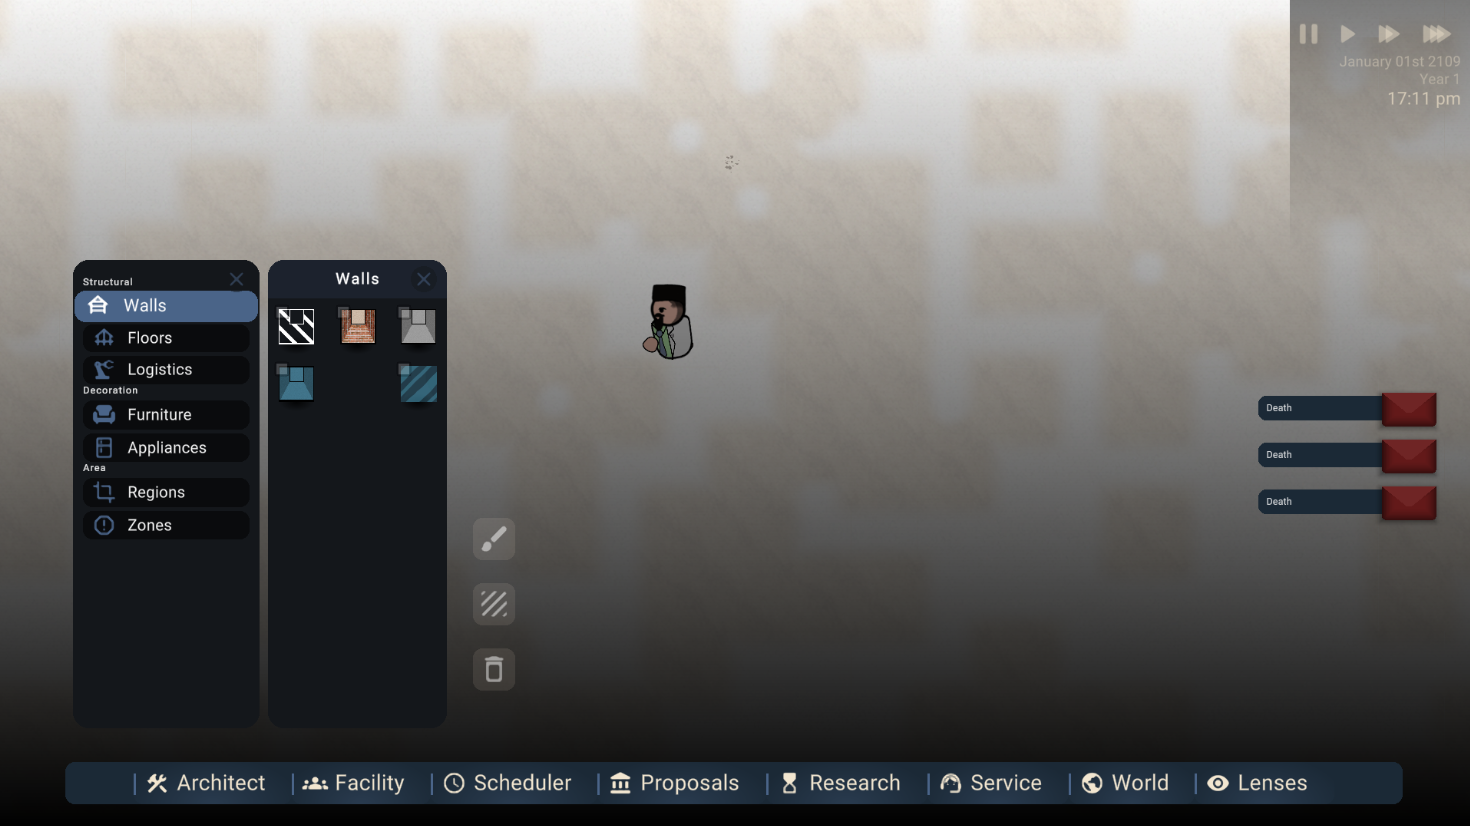 January 01st 2109
Year 1
17:11 pm
Structural
Walls
Floors
Logistics
Decoration
Furniture
Appliances
Area
Regions
Zones
Walls
Death
Death
Death
Architect
Facility
Scheduler
Proposals
Research
Service
World
Lenses